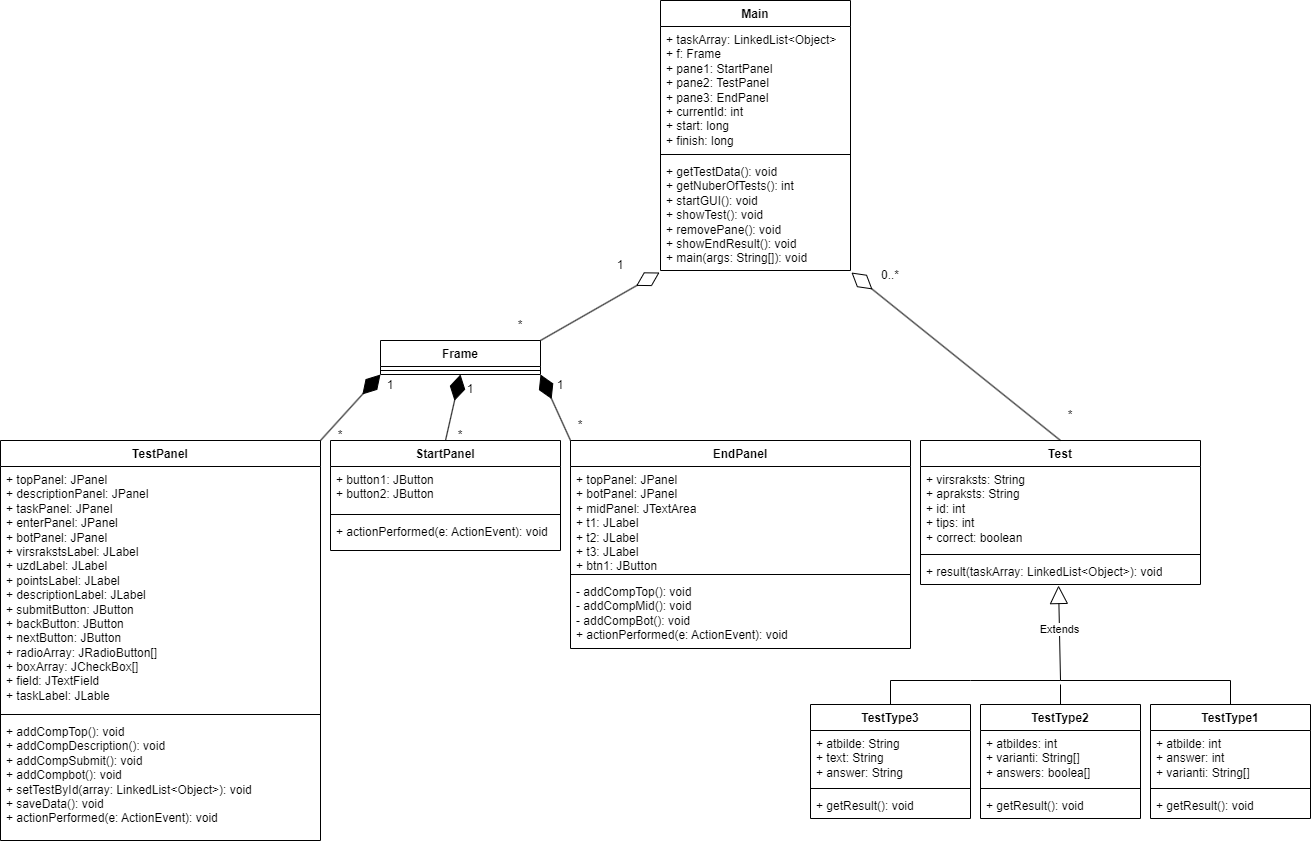 Main
+ taskArray: LinkedList<Object>
+ f: Frame
+ pane1: StartPanel
+ pane2: TestPanel
+ pane3: EndPanel
+ currentId: int
+ start: long
+ finish: long
+ getTestData(): void
+ getNuberOfTests(): int
+ startGUI(): void
+ showTest(): void
+ removePane(): void
+ showEndResult(): void
+ main(args: String[]): void
1
0..*
*
Frame
1
1
1
*
*
*
*
TestPanel
+ topPanel: JPanel
+ descriptionPanel: JPanel
+ taskPanel: JPanel
+ enterPanel: JPanel
+ botPanel: JPanel
+ virsrakstsLabel: JLabel
+ uzdLabel: JLabel
+ pointsLabel: JLabel
+ descriptionLabel: JLabel
+ submitButton: JButton
+ backButton: JButton
+ nextButton: JButton
+ radioArray: JRadioButton[]
+ boxArray: JCheckBox[]
+ field: JTextField
+ taskLabel: JLable
+ addCompTop(): void
+ addCompDescription(): void
+ addCompSubmit(): void
+ addCompbot(): void
+ setTestById(array: LinkedList<Object>): void
+ saveData(): void
+ actionPerformed(e: ActionEvent): void
StartPanel
+ button1: JButton
+ button2: JButton
+ actionPerformed(e: ActionEvent): void
EndPanel
+ topPanel: JPanel
+ botPanel: JPanel
+ midPanel: JTextArea
+ t1: JLabel
+ t2: JLabel
+ t3: JLabel
+ btn1: JButton
- addCompTop(): void
- addCompMid(): void
- addCompBot(): void
+ actionPerformed(e: ActionEvent): void
Test
+ virsraksts: String
+ apraksts: String
+ id: int
+ tips: int
+ correct: boolean
+ result(taskArray: LinkedList<Object>): void
Extends
TestType3
+ atbilde: String
+ text: String
+ answer: String
+ getResult(): void
TestType2
+ atbildes: int
+ varianti: String[]
+ answers: boolea[]
+ getResult(): void
TestType1
+ atbilde: int
+ answer: int
+ varianti: String[]
+ getResult(): void